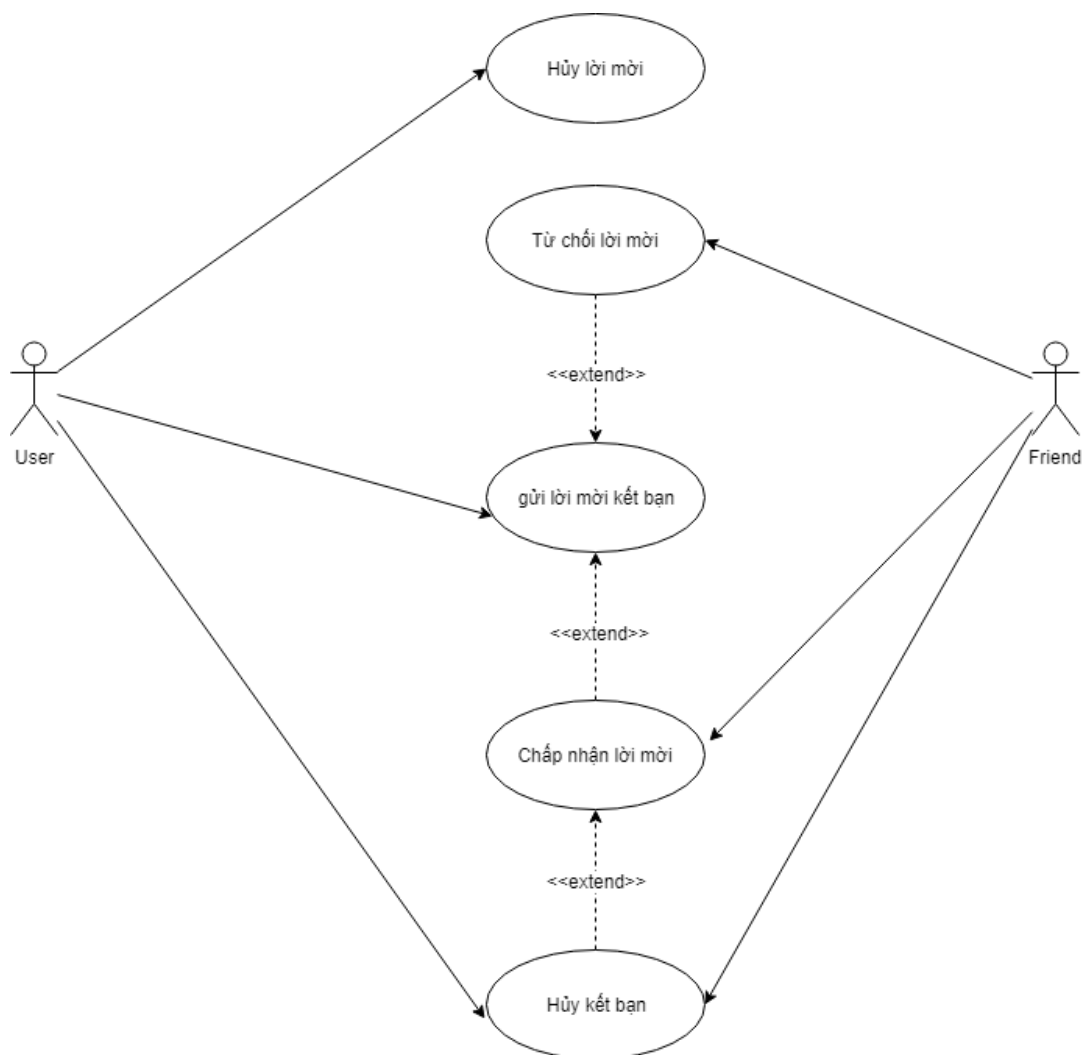 Hủy lời mời
Từ chối lời mời
<<extend>>
User
Friend
gửi lời mời kết bạn
<<extend>>
Chấp nhận lời mời
<<extend>>
Hủy kết bạn